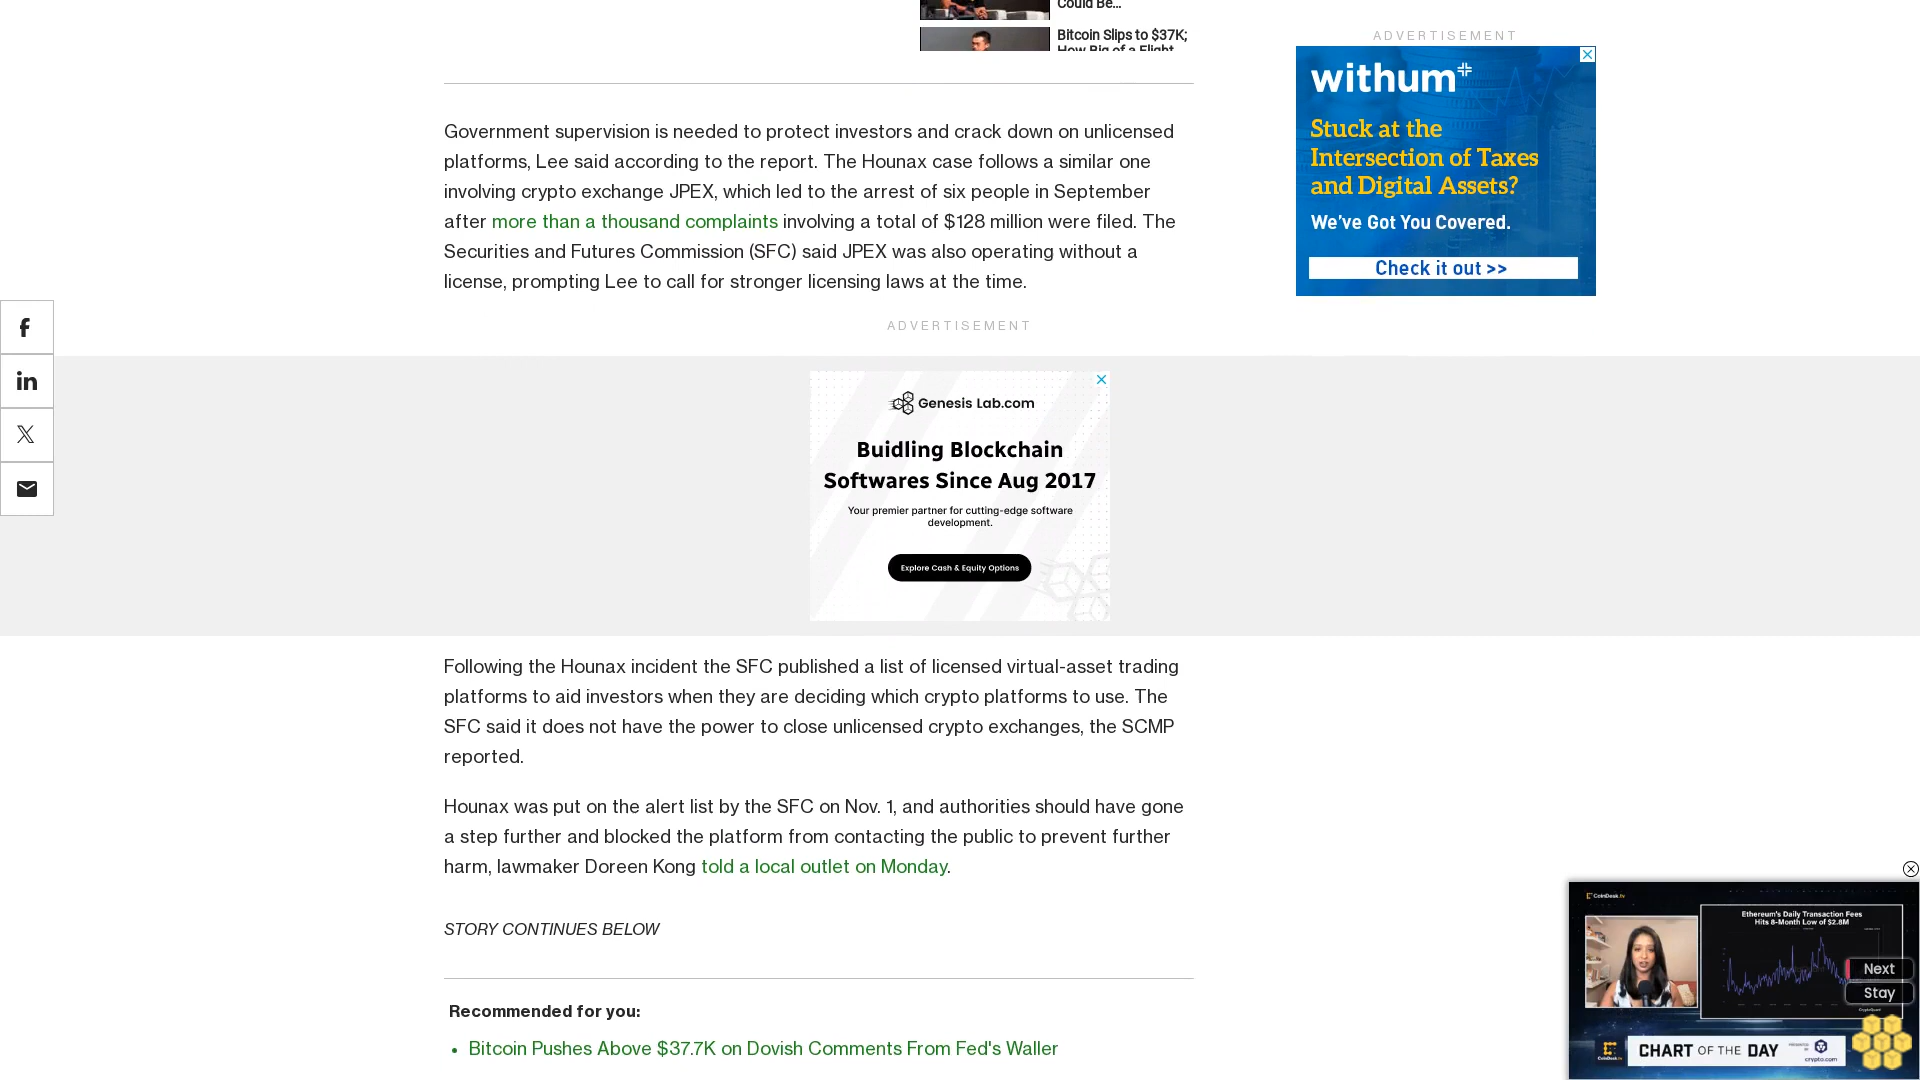 Could Be...
Bitcoin Slips to $37K;
How Big of a Flight
ADVERTISEMENT
withum
Stuck at the
Intersection of Taxes
and Digital Assets?
We've Got You Covered.
Check it out >>
Government supervision is needed to protect investors and crack down on unlicensed
platforms, Lee said according to the report. The Hounax case follows a similar one
involving crypto exchange JPEX, which led to the arrest of six people in September
after more than a thousand complaints involving a total of $128 million were filed. The
Securities and Futures Commission (SFC) said JPEX was also operating without a
license, prompting Lee to call for stronger licensing laws at the time.
ADVERTISEMENT
Genesis Lab.com
Buidling Blockchain
Softwares Since Aug 2017
Your premier partner for cutting-edge software
development.
Explore Cash & Equity Options
Following the Hounax incident the SFC published a list of licensed virtual-asset trading
platforms to aid investors when they are deciding which crypto platforms to use. The
SFC said it does not have the power to close unlicensed crypto exchanges, the SCMP
reported.
Hounax was put on the alert list by the SFC on Nov. 1, and authorities should have gone
a step further and blocked the platform from contacting the public to prevent further
harm, lawmaker Doreen Kong told a local outlet on Monday.
STORY CONTINUES BELOW
Recommended for you:
• Bitcoin Pushes Above $37.7K on Dovish Comments From Fed's Waller
CoinDesk.tv
Ethereum's Daily Transaction Fees
Hits 8-Month Low of $2.8M
Next
Stay
CoinDesk.tv
CHART OF THE DAY
crypto.com